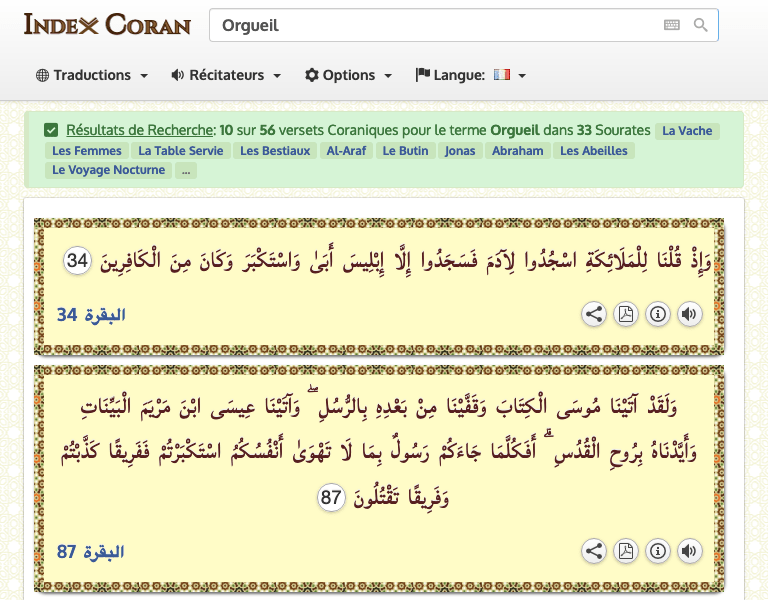 INDEX CORAN
Orgueil
Traductions Récitateurs Options Langue:
Résultats de Recherche: 10 sur 56 versets Coraniques pour le terme Orgueil dans 33 Sourates La Vache
Les Femmes La Table Servie Les Bestiaux Al-Araf Le Butin Jonas Abraham Les Abeilles
Le Voyage Nocturne ...
وَإِذْ قُلْنَا لِلْمَلَائِكَةِ اسْجُدُوا لِآدَمَ فَسَجَدُوا إِلَّا إِبْلِيسَ أَبَىٰ وَاسْتَكْبَرَ وَكَانَ مِنَ الْكَافِرِينَ 34
البقرة 34
وَلَقَدْ آتَيْنَا مُوسَى الْكِتَابَ وَقَفَّيْنَا مِنْ بَعْدِهِ بِالرُّسُلِ ۖ وَآتَيْنَا عِيسَى ابْنَ مَرْيَمَ الْبَيِّنَاتِ
وَأَيَّدْنَاهُ بِرُوحِ الْقُدُسِ ۗ أَفَكُلَّمَا جَاءَكُمْ رَسُولٌ بِمَا لَا تَهْوَىٰ أَنْفُسُكُمُ اسْتَكْبَرْتُمْ فَفَرِيقًا كَذَّبْتُمْ
وَفَرِيقًا تَقْتُلُونَ 87
البقرة 87